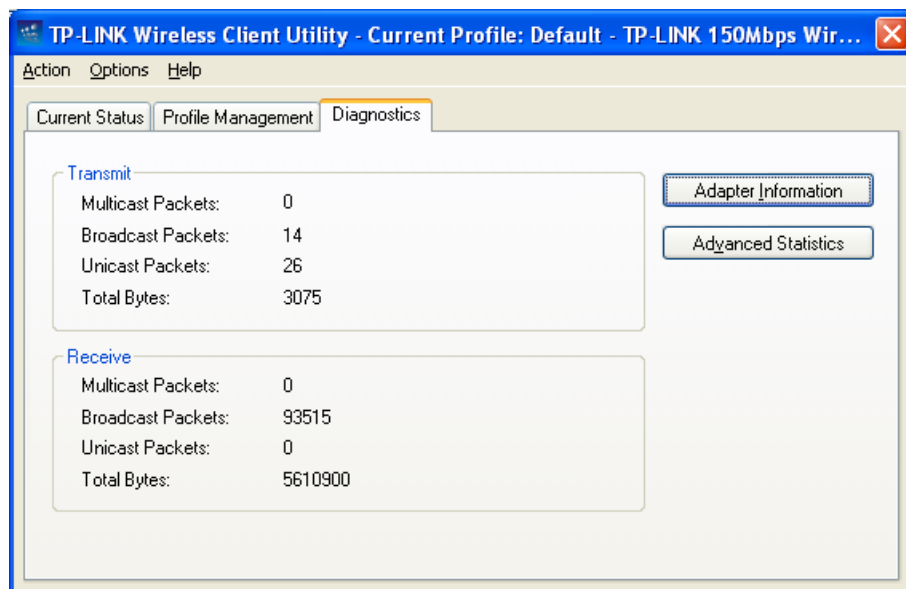 TP-LINK Wireless Client Utility - Current Profile: Default - TP-LINK 150Mbps Wir...
Action Options Help
Current Status Profile Management Diagnostics
Transmit
Multicast Packets: 0
Broadcast Packets: 14
Unicast Packets: 26
Total Bytes: 3075
Adapter Information
Advanced Statistics
Receive
Multicast Packets: 0
Broadcast Packets: 93515
Unicast Packets: 0
Total Bytes: 5610900